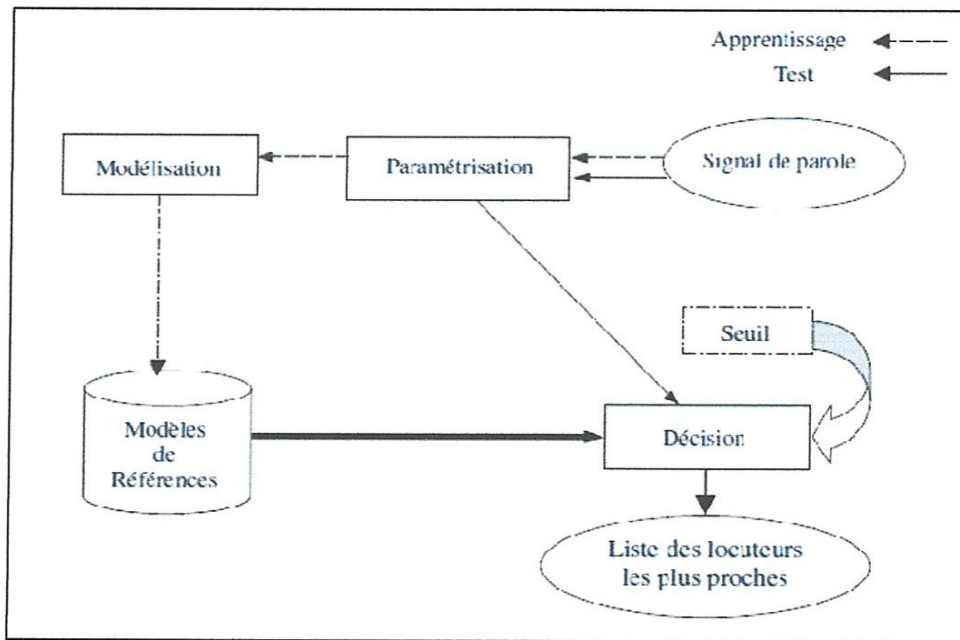 Apprentissage
Test
Modélisation
Paramétrisation
Signal de parole
Seuil
Modèles
de
Références
Décision
Liste des locuteurs
les plus proches